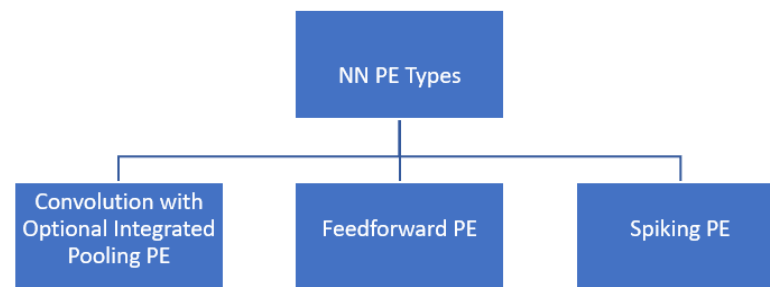 NN PE Types
Convolution with
Optional Integrated
Pooling PE
Feedforward PE
Spiking PE